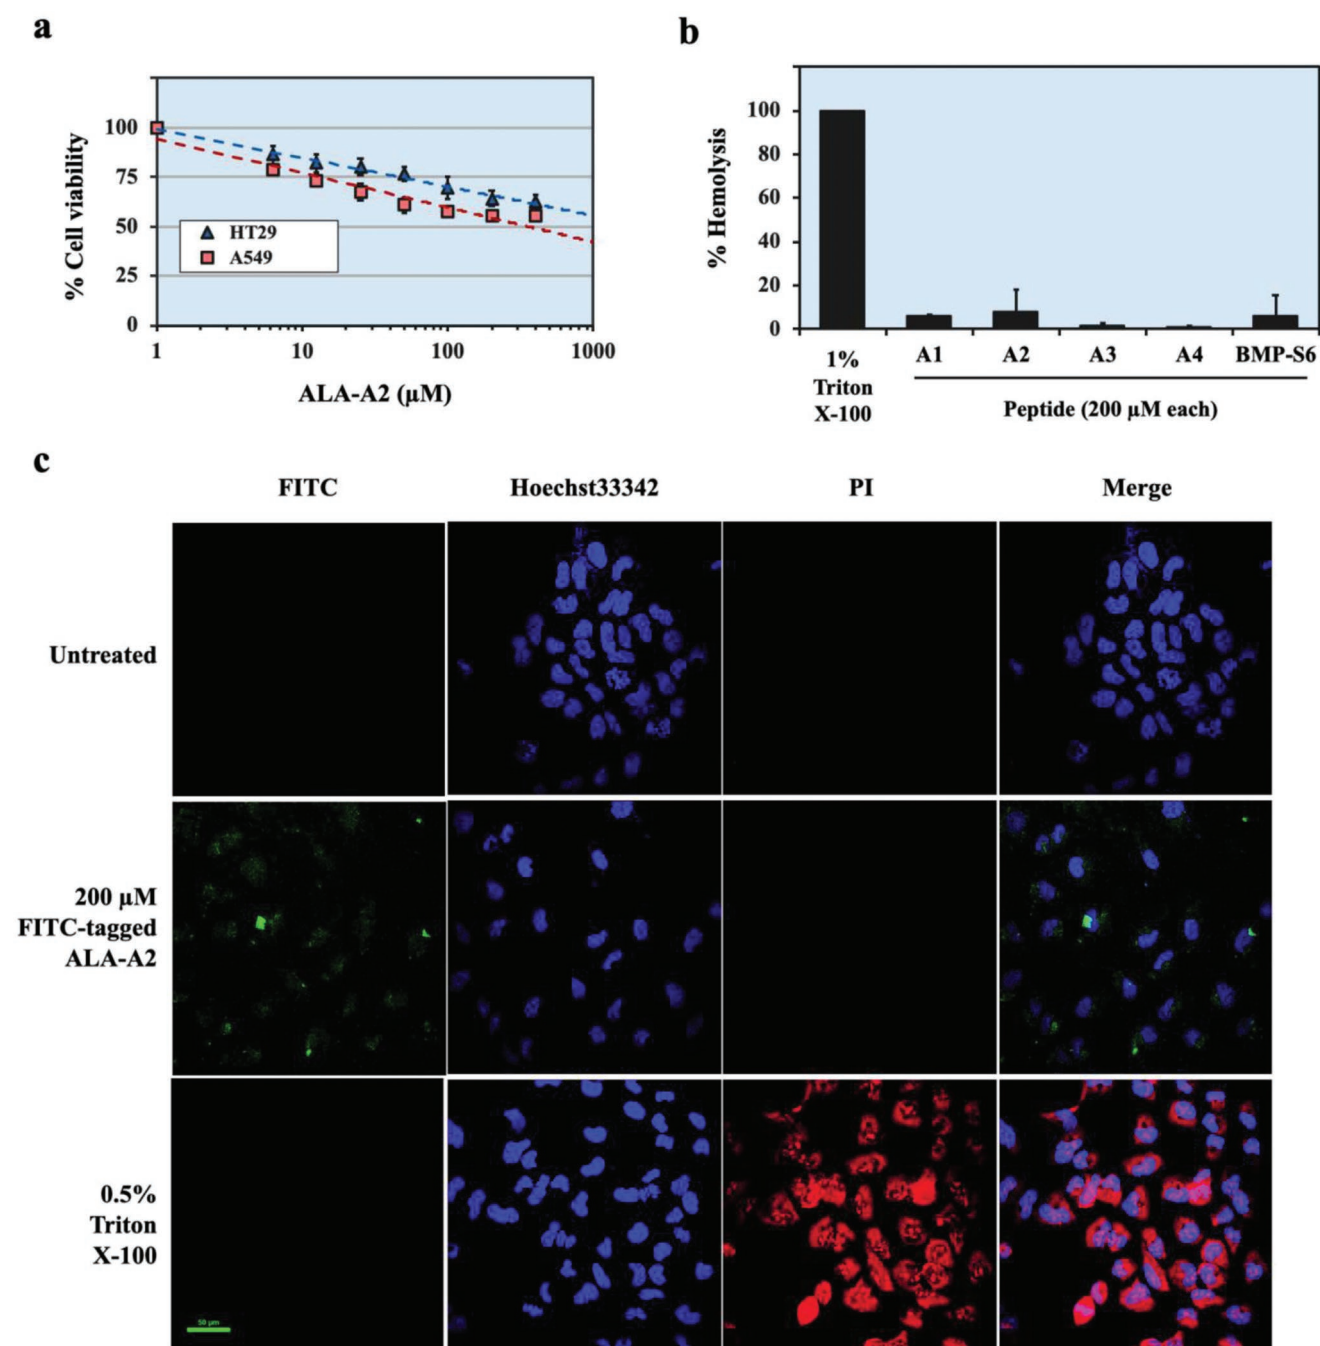 a
100
75
50
25
0
% Cell viability
HT29
A549
1 10 100 1000
ALA-A2 (µM)
b
100
80
60
40
20
0
% Hemolysis
1%
Triton
X-100
A1 A2 A3 A4 BMP-S6
Peptide (200 µM each)
c
FITC Hoechst33342 PI Merge
Untreated
200 µM
FITC-tagged
ALA-A2
0.5%
Triton
X-100
50 µm